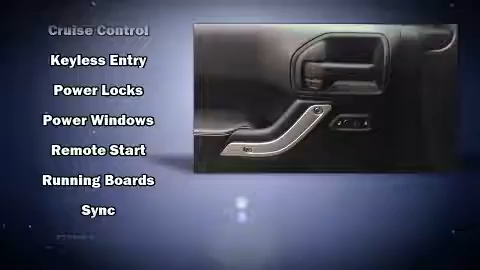 Cruise Control
Keyless Entry
Power Locks
Power Windows
Remote Start
Running Boards
Sync